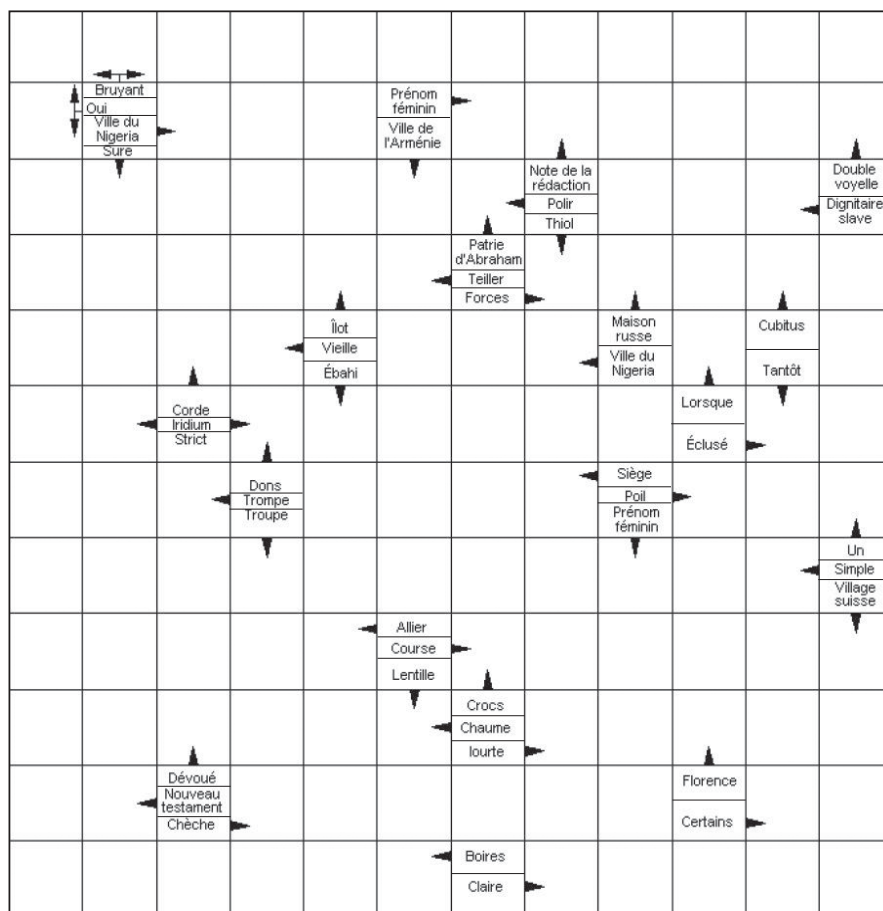 Bruyant
Oui
Ville du
Nigeria
Sure
Prénom
féminin
Ville de
l'Arménie
Note de la
rédaction
Polir
Thiol
Double
voyelle
Dignitaire
slave
Patrie
d'Abraham
Teiller
Forces
Îlot
Vieille
Ébahi
Maison
russe
Ville du
Nigeria
Cubitus
Tantôt
Corde
Iridium
Strict
Lorsque
Éclusé
Dons
Trompe
Troupe
Siège
Poil
Prénom
féminin
Un
Simple
Village
suisse
Allier
Course
Lentille
Crocs
Chaume
Iourte
Dévoué
Nouveau
testament
Chèche
Florence
Certains
Boires
Claire